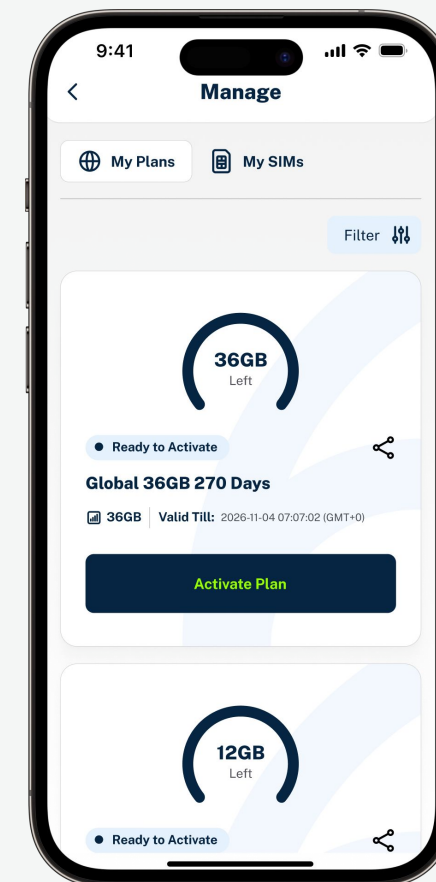 9:41
Manage
My Plans My SIMs
Filter
36GB
Left
Ready to Activate
Global 36GB 270 Days
36GB Valid Till: 2026-11-04 07:07:02 (GMT+0)
Activate Plan
12GB
Left
Ready to Activate